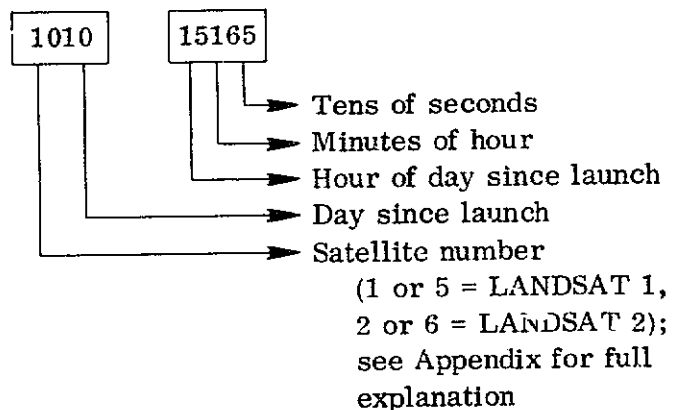 1010 15165
Tens of seconds
Minutes of hour
Hour of day since launch
Day since launch
Satellite number
(1 or 5 = LANDSAT 1,
2 or 6 = LANDSAT 2);
see Appendix for full
explanation